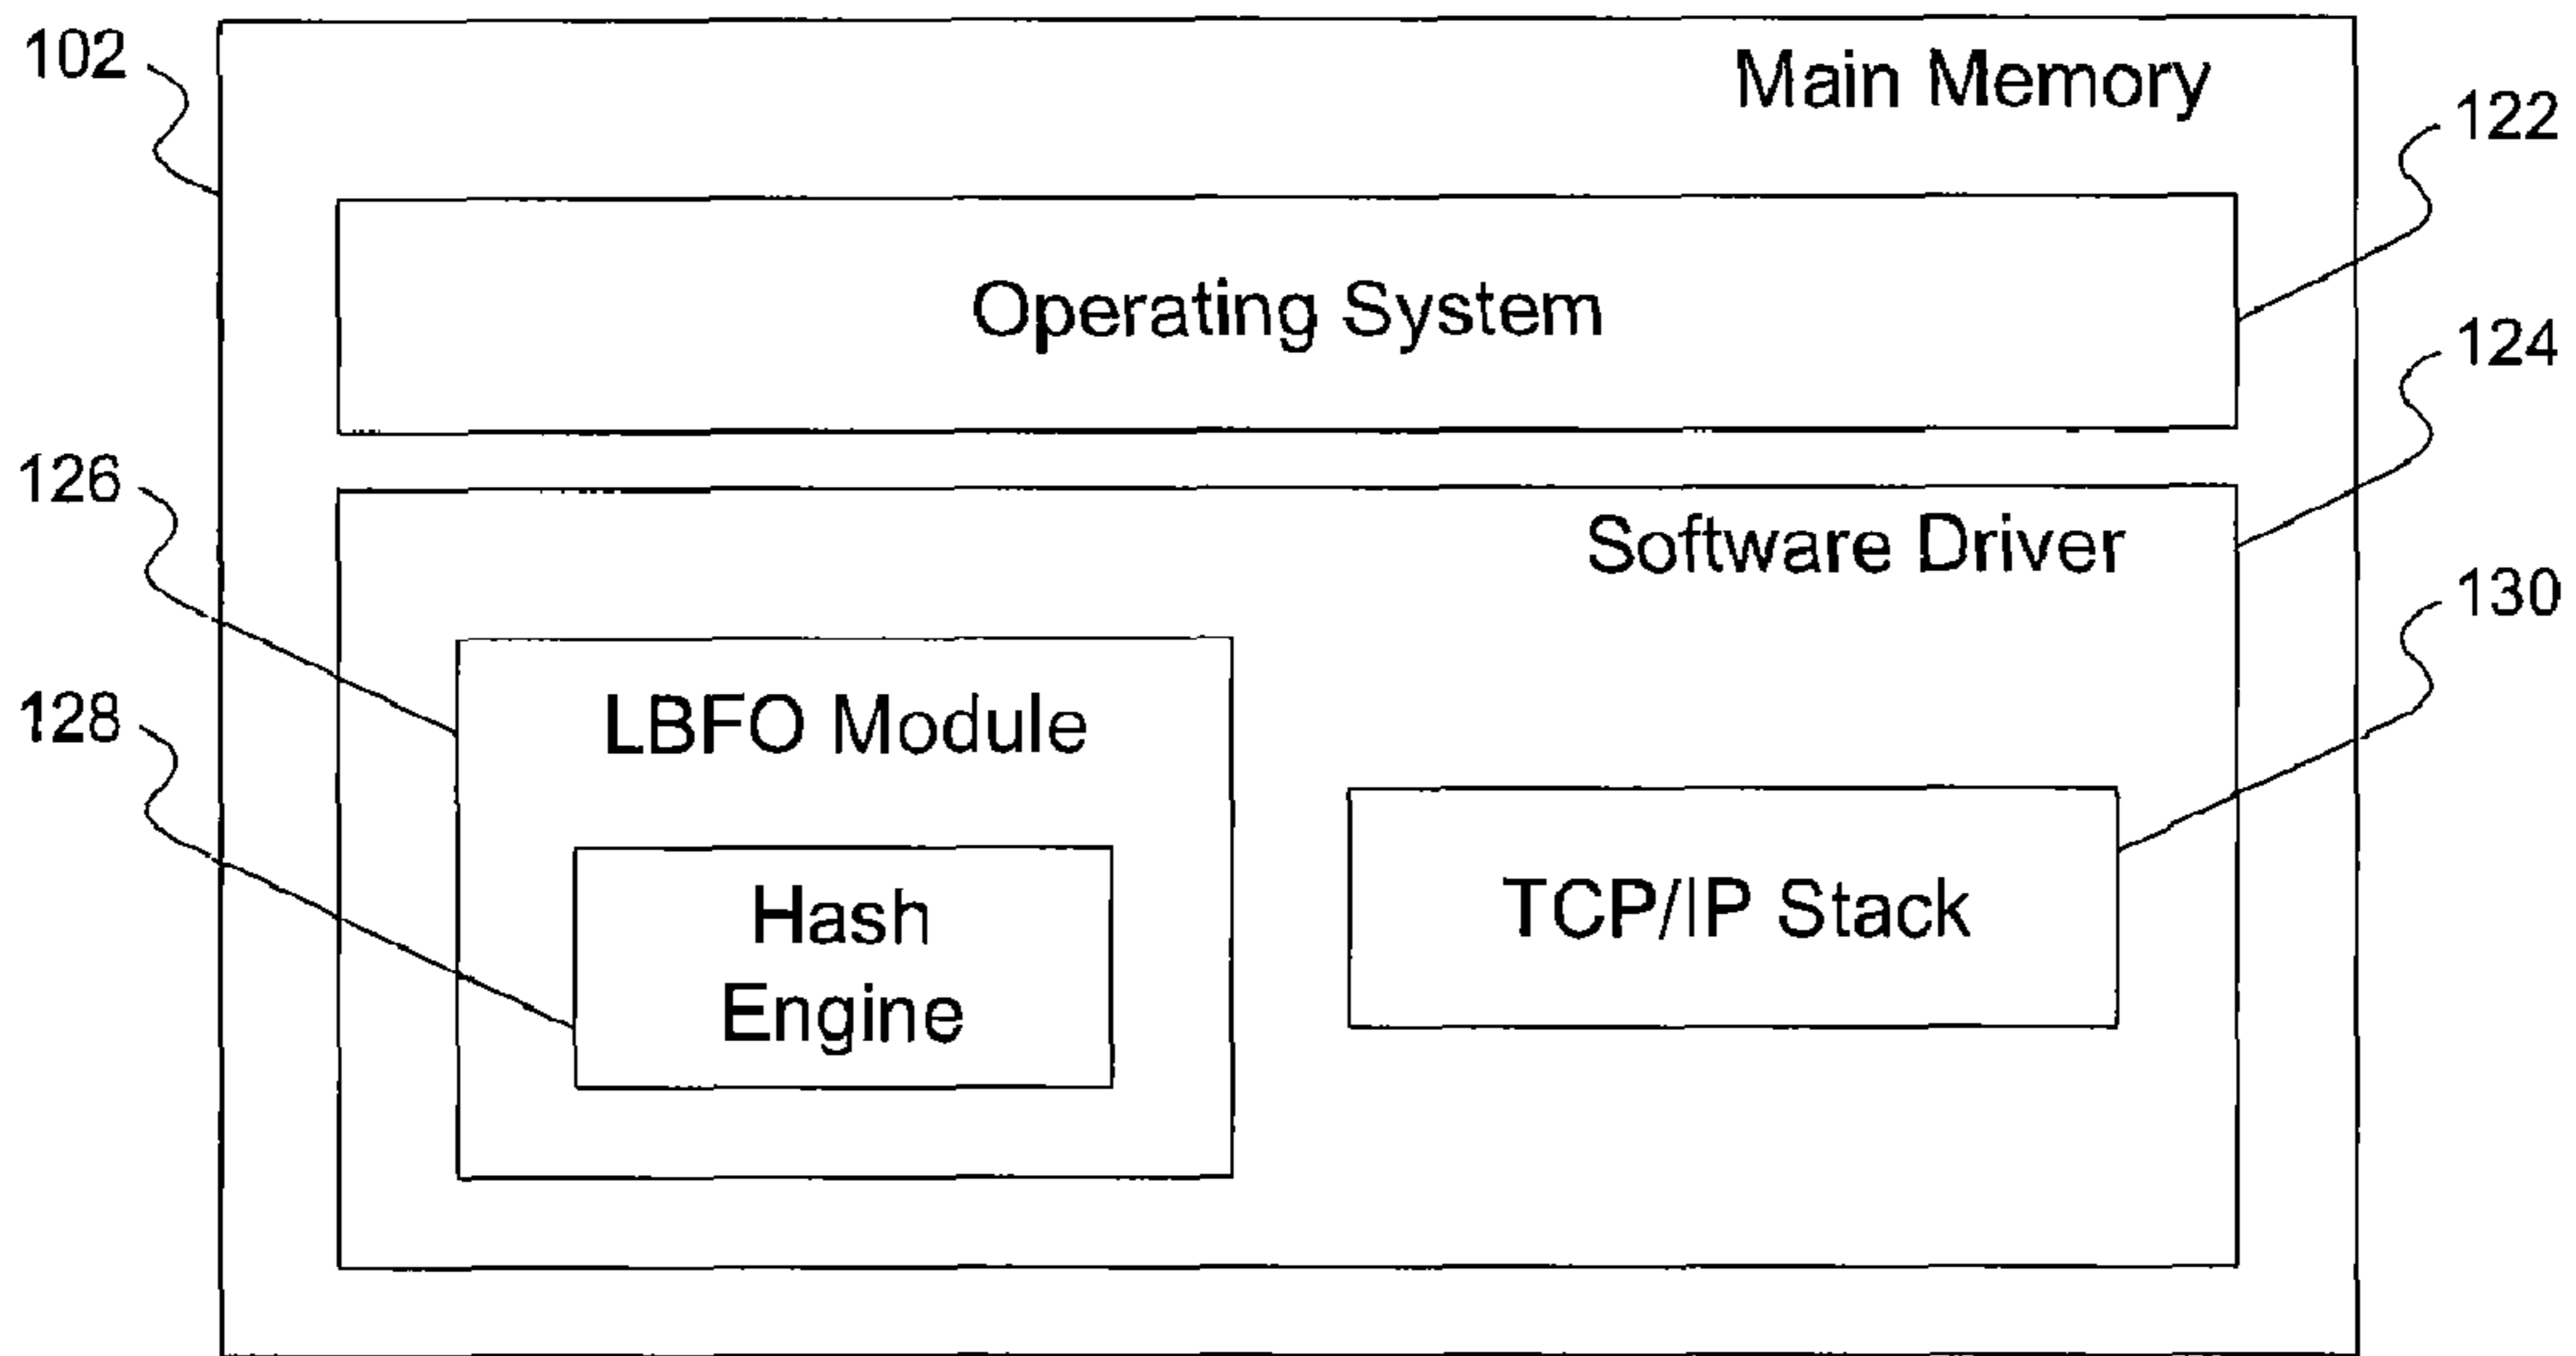 102
Main Memory
122
Operating System
124
126
Software Driver
130
128
LBFO Module
TCP/IP Stack
Hash
Engine